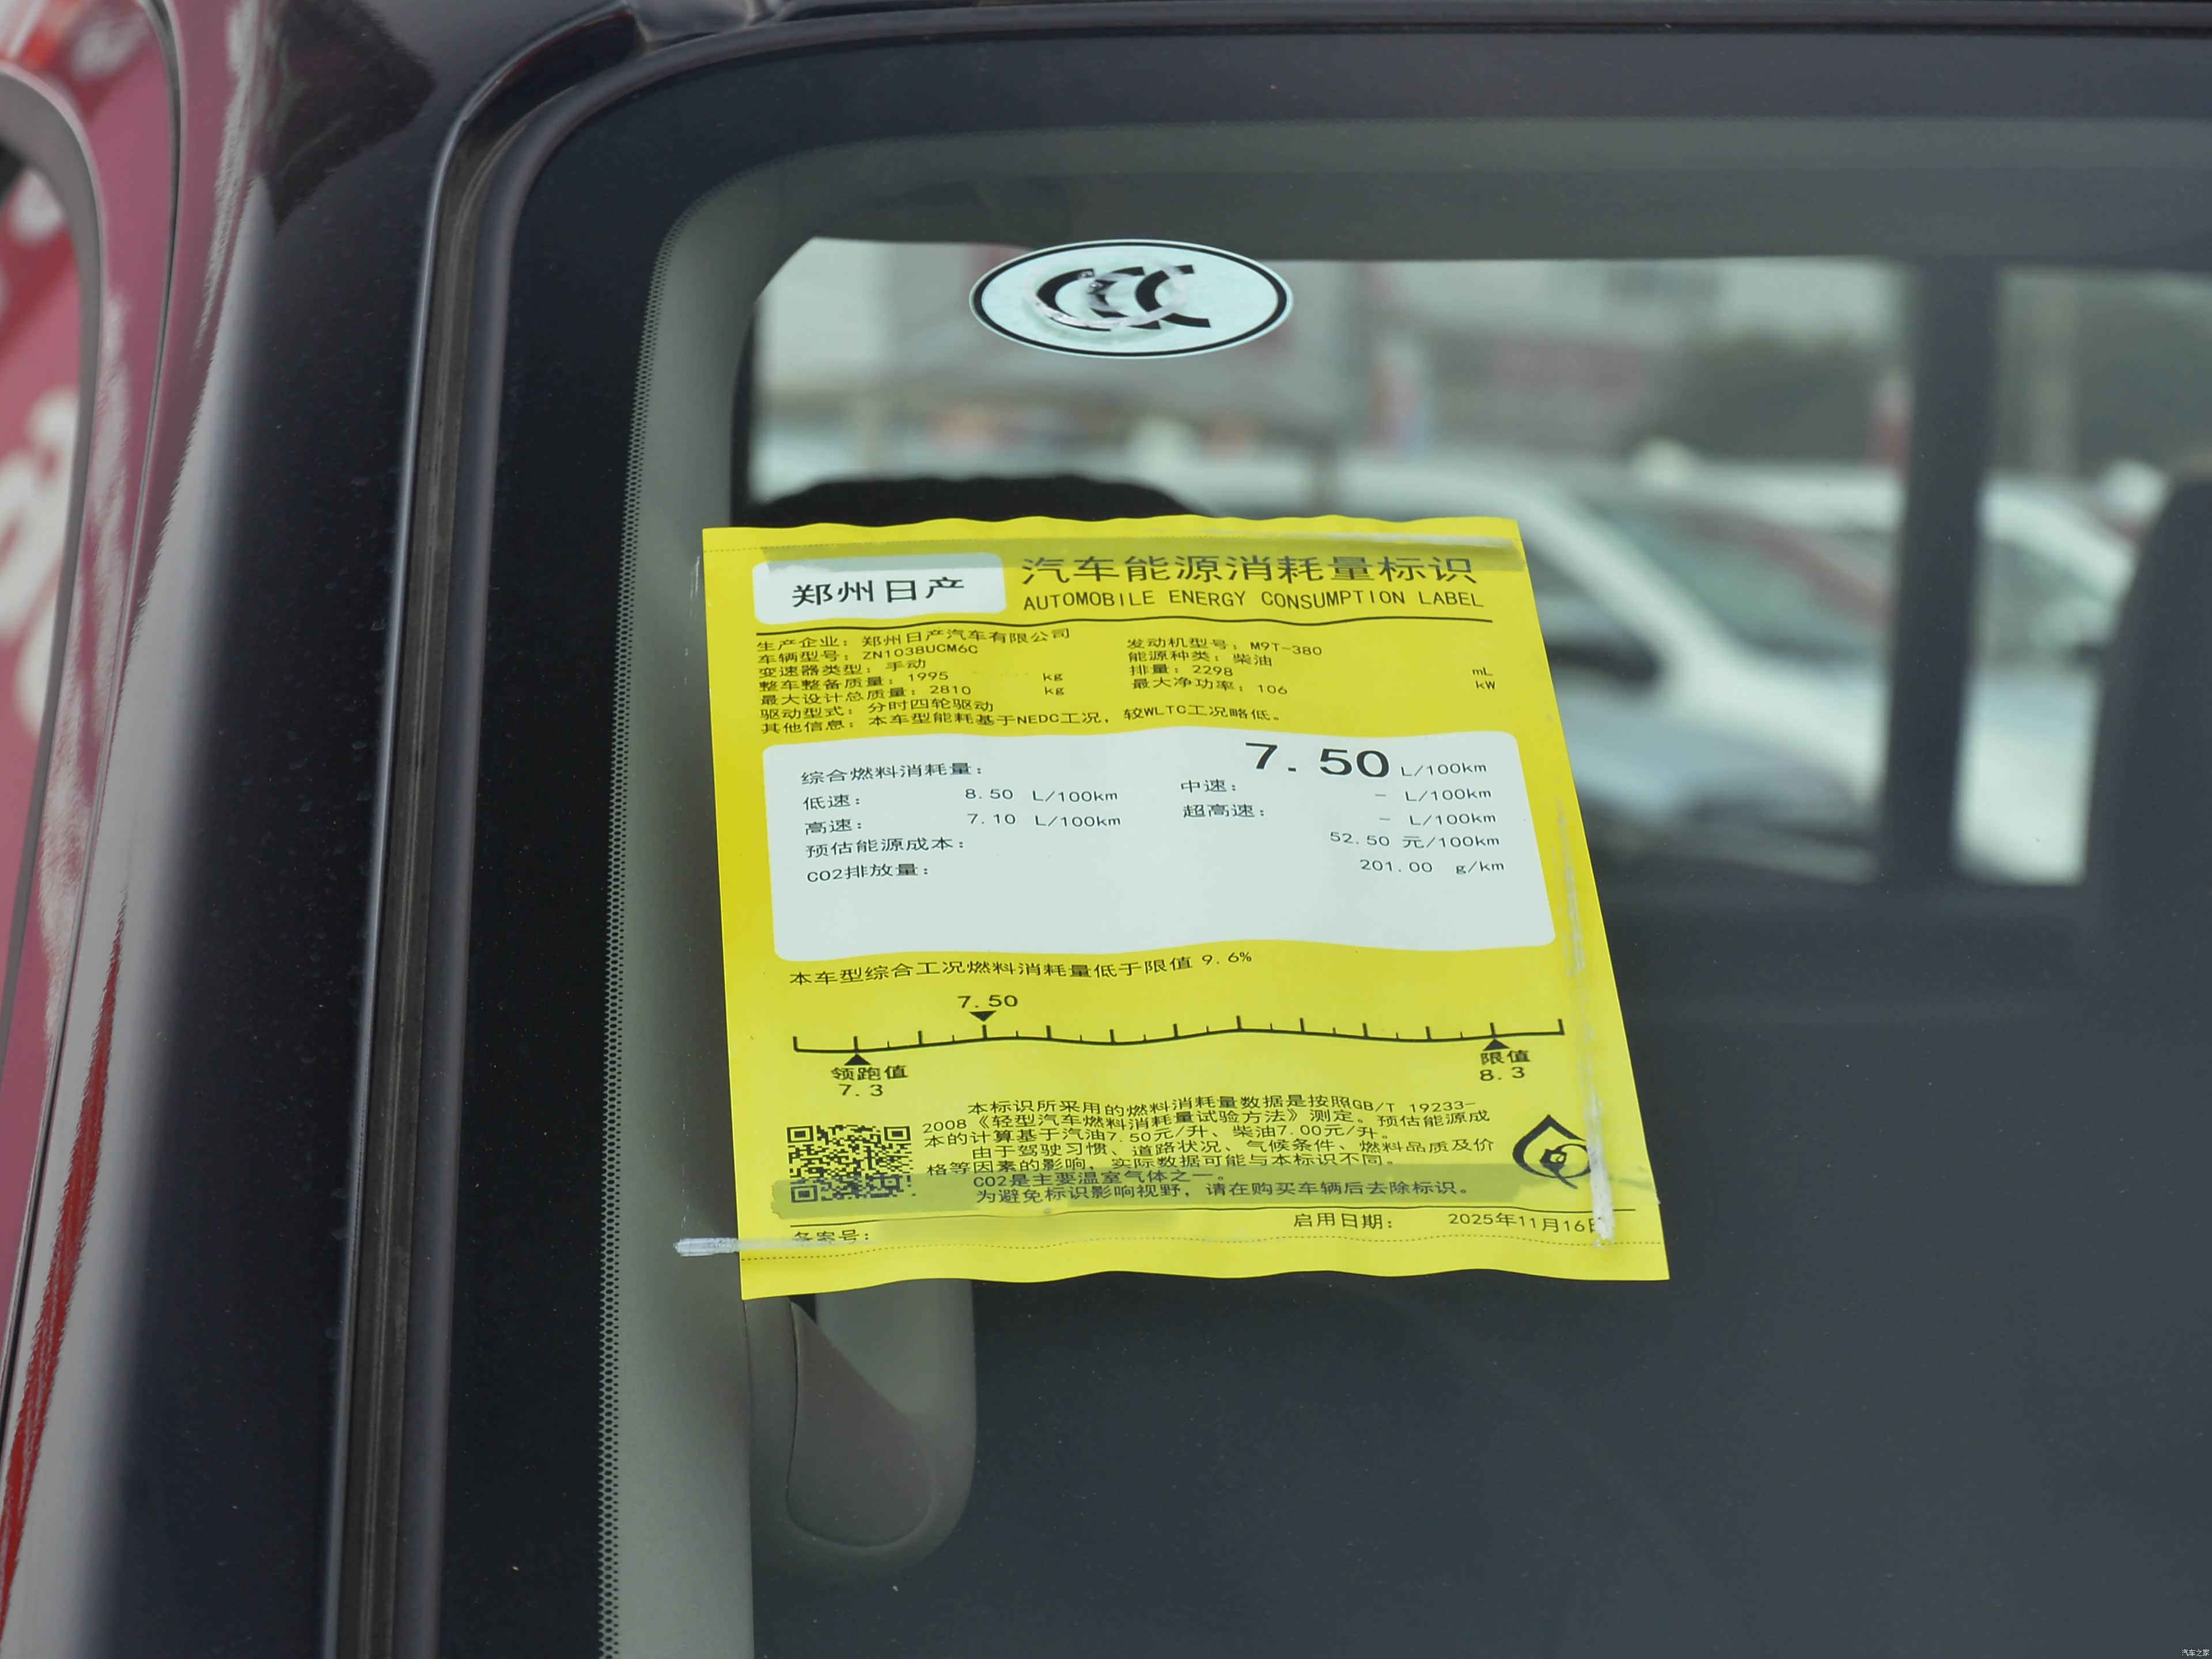 CCC
郑州日产
汽车能源消耗量标识
AUTOMOBILE ENERGY CONSUMPTION LABEL
生产企业：郑州日产汽车有限公司
车辆型号：ZN1038UCM6C
发动机型号：M9T-380
变速器类型：手动
能源种类：柴油
整车整备质量：1995 kg
排量：2298 mL
最大设计总质量：2810 kg
最大净功率：106 kW
驱动型式：分时四轮驱动
其他信息：本车型能耗基于NEDC工况，较WLTC工况略低。
综合燃料消耗量： 7.50 L/100km
低速： 8.50 L/100km 中速： - L/100km
高速： 7.10 L/100km 超高速： - L/100km
预估能源成本： 52.50 元/100km
CO2排放量： 201.00 g/km
本车型综合工况燃料消耗量低于限值 9.6%
7.50
领跑值
7.3
限值
8.3
本标识所采用的燃料消耗量数据是按照GB/T 19233-
2008《轻型汽车燃料消耗量试验方法》测定。预估能源成
本的计算基于汽油7.50元/升、柴油7.00元/升。
由于驾驶习惯、道路状况、气候条件、燃料品质及价
格等因素的影响，实际数据可能与本标识不同。
CO2是主要温室气体之一。
为避免标识影响视野，请在购买车辆后去除标识。
备案号：
启用日期： 2025年11月16日
汽车之家